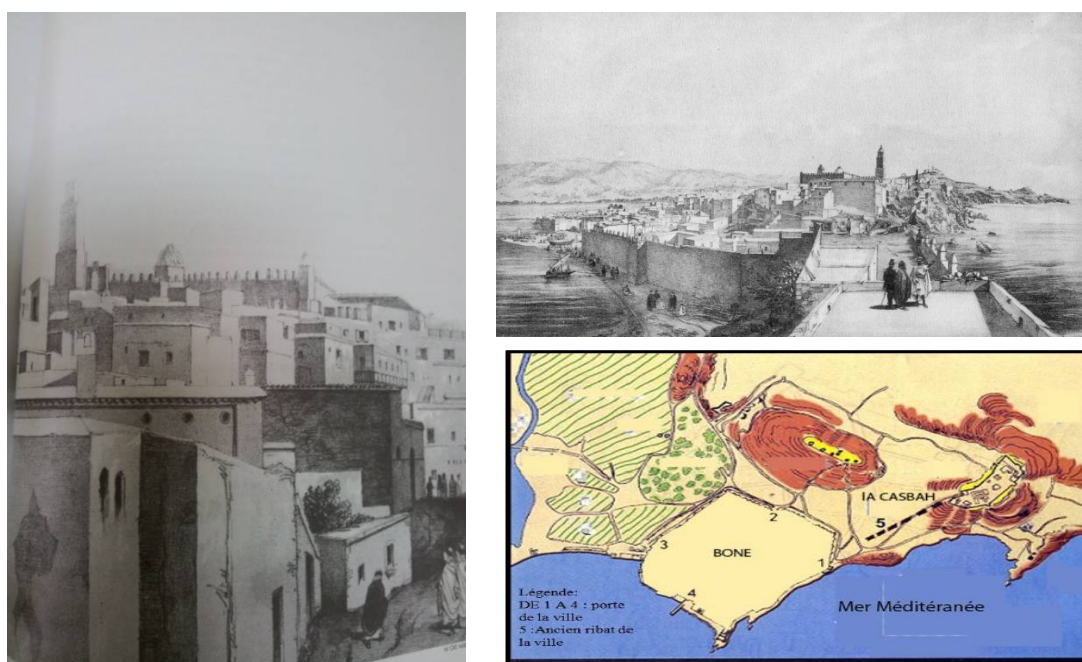 2
lA CASBAH
5
3
BONE
1
4
Légende:
DE 1 A 4 : porte
de la ville
5 :Ancien ribat de
la ville
Mer Méditéranée